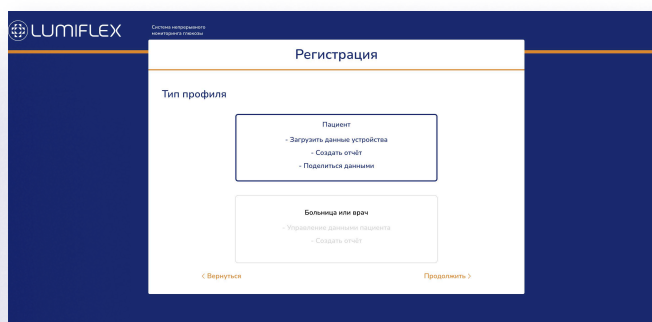 LUMIFLEX
Система непрерывного
мониторинга глюкозы
Регистрация
Тип профиля
Пациент
- Загрузить данные устройства
- Создать отчёт
- Поделиться данными
Больница или врач
- Управление данными пациента
- Создать отчёт
< Вернуться
Продолжить >